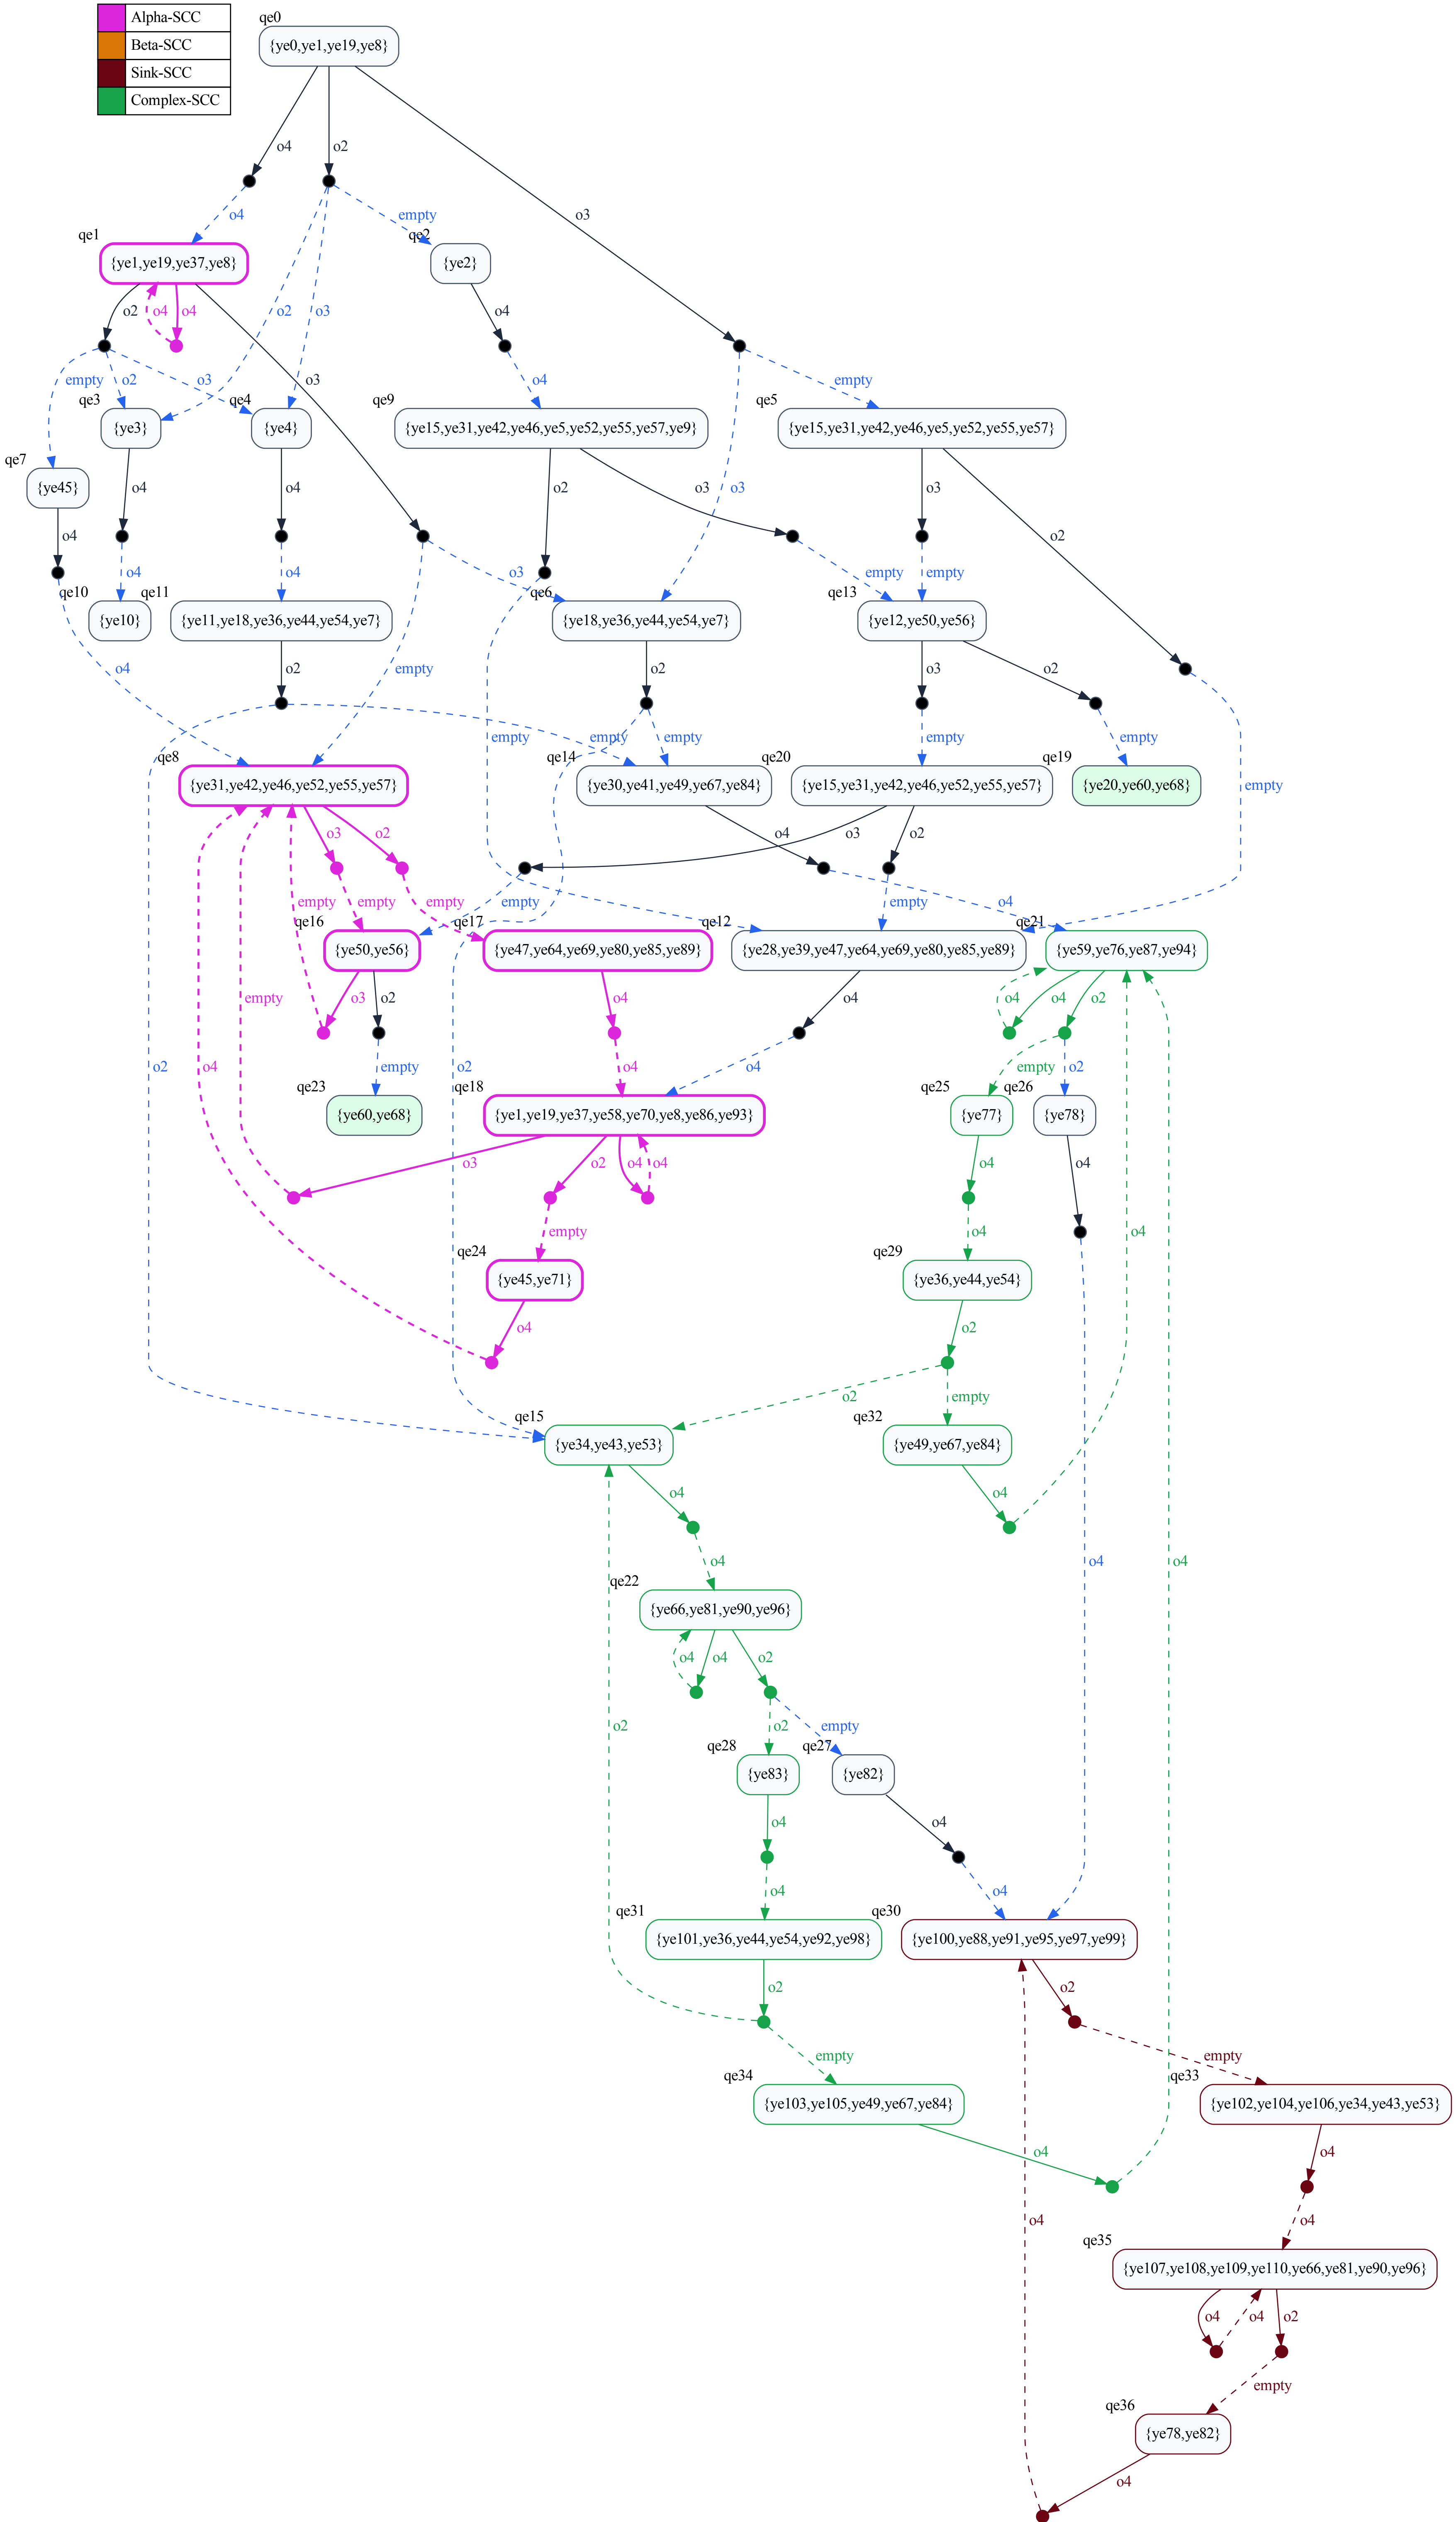 Alpha-SCC
Beta-SCC
Sink-SCC
Complex-SCC
qe0
{ye0,ye1,ye19,ye8}
o4
o2
o3
o4
empty
qe1
{ye1,ye19,ye37,ye8}
qe2
{ye2}
o2
o4
o4
o2
o3
o4
o3
empty
empty
o2
o3
o4
qe3
{ye3}
qe4
{ye4}
qe9
{ye15,ye31,ye42,ye46,ye5,ye52,ye55,ye57,ye9}
qe5
{ye15,ye31,ye42,ye46,ye5,ye52,ye55,ye57}
qe7
{ye45}
o4
o4
o2
o3
o3
o3
o2
o4
o4
o4
o3
empty
empty
qe10
{ye10}
qe11
{ye11,ye18,ye36,ye44,ye54,ye7}
qe6
{ye18,ye36,ye44,ye54,ye7}
qe13
{ye12,ye50,ye56}
o4
empty
o2
o2
o3
o2
empty
empty
empty
empty
empty
qe8
{ye31,ye42,ye46,ye52,ye55,ye57}
qe14
{ye30,ye41,ye49,ye67,ye84}
qe20
{ye15,ye31,ye42,ye46,ye52,ye55,ye57}
qe19
{ye20,ye60,ye68}
empty
o3
o2
o4
o3
o2
empty
empty
empty
empty
empty
o4
qe16
{ye50,ye56}
qe17
{ye47,ye64,ye69,ye80,ye85,ye89}
qe12
{ye28,ye39,ye47,ye64,ye69,ye80,ye85,ye89}
qe21
{ye59,ye76,ye87,ye94}
empty
o3
o2
o4
o4
o4
o4
o2
o2
o4
empty
o2
o4
o4
empty
o2
qe23
{ye60,ye68}
qe18
{ye1,ye19,ye37,ye58,ye70,ye8,ye86,ye93}
qe25
{ye77}
qe26
{ye78}
o3
o2
o4
o4
o4
o4
empty
o4
o4
qe24
{ye45,ye71}
qe29
{ye36,ye44,ye54}
o4
o2
o2
empty
qe15
{ye34,ye43,ye53}
qe32
{ye49,ye67,ye84}
o4
o4
o4
o4
o4
qe22
{ye66,ye81,ye90,ye96}
o4
o4
o2
o2
o2
empty
qe28
{ye83}
qe27
{ye82}
o4
o4
o4
o4
qe31
{ye101,ye36,ye44,ye54,ye92,ye98}
qe30
{ye100,ye88,ye91,ye95,ye97,ye99}
o2
o2
empty
empty
qe34
{ye103,ye105,ye49,ye67,ye84}
qe33
{ye102,ye104,ye106,ye34,ye43,ye53}
o4
o4
o4
o4
qe35
{ye107,ye108,ye109,ye110,ye66,ye81,ye90,ye96}
o4
o4
o2
empty
qe36
{ye78,ye82}
o4